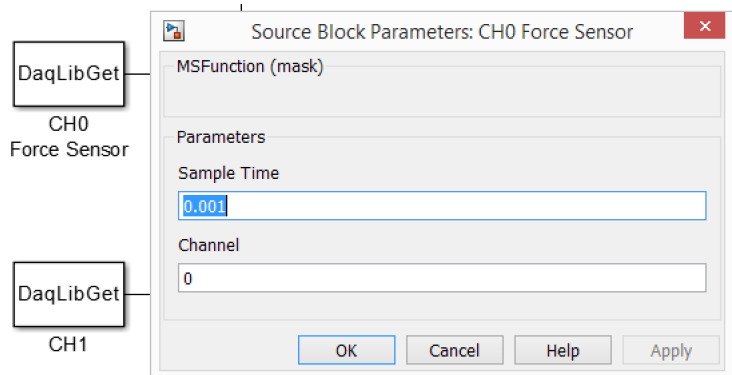 DaqLibGet
CH0
Force Sensor
DaqLibGet
CH1
Source Block Parameters: CH0 Force Sensor
MSFunction (mask)
Parameters
Sample Time
0.001
Channel
0
OK
Cancel
Help
Apply